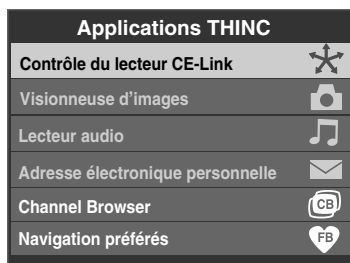 Applications THINC
Contrôle du lecteur CE-Link
Visionneuse d'images
Lecteur audio
Adresse électronique personnelle
Channel Browser CB
Navigation préférés FB